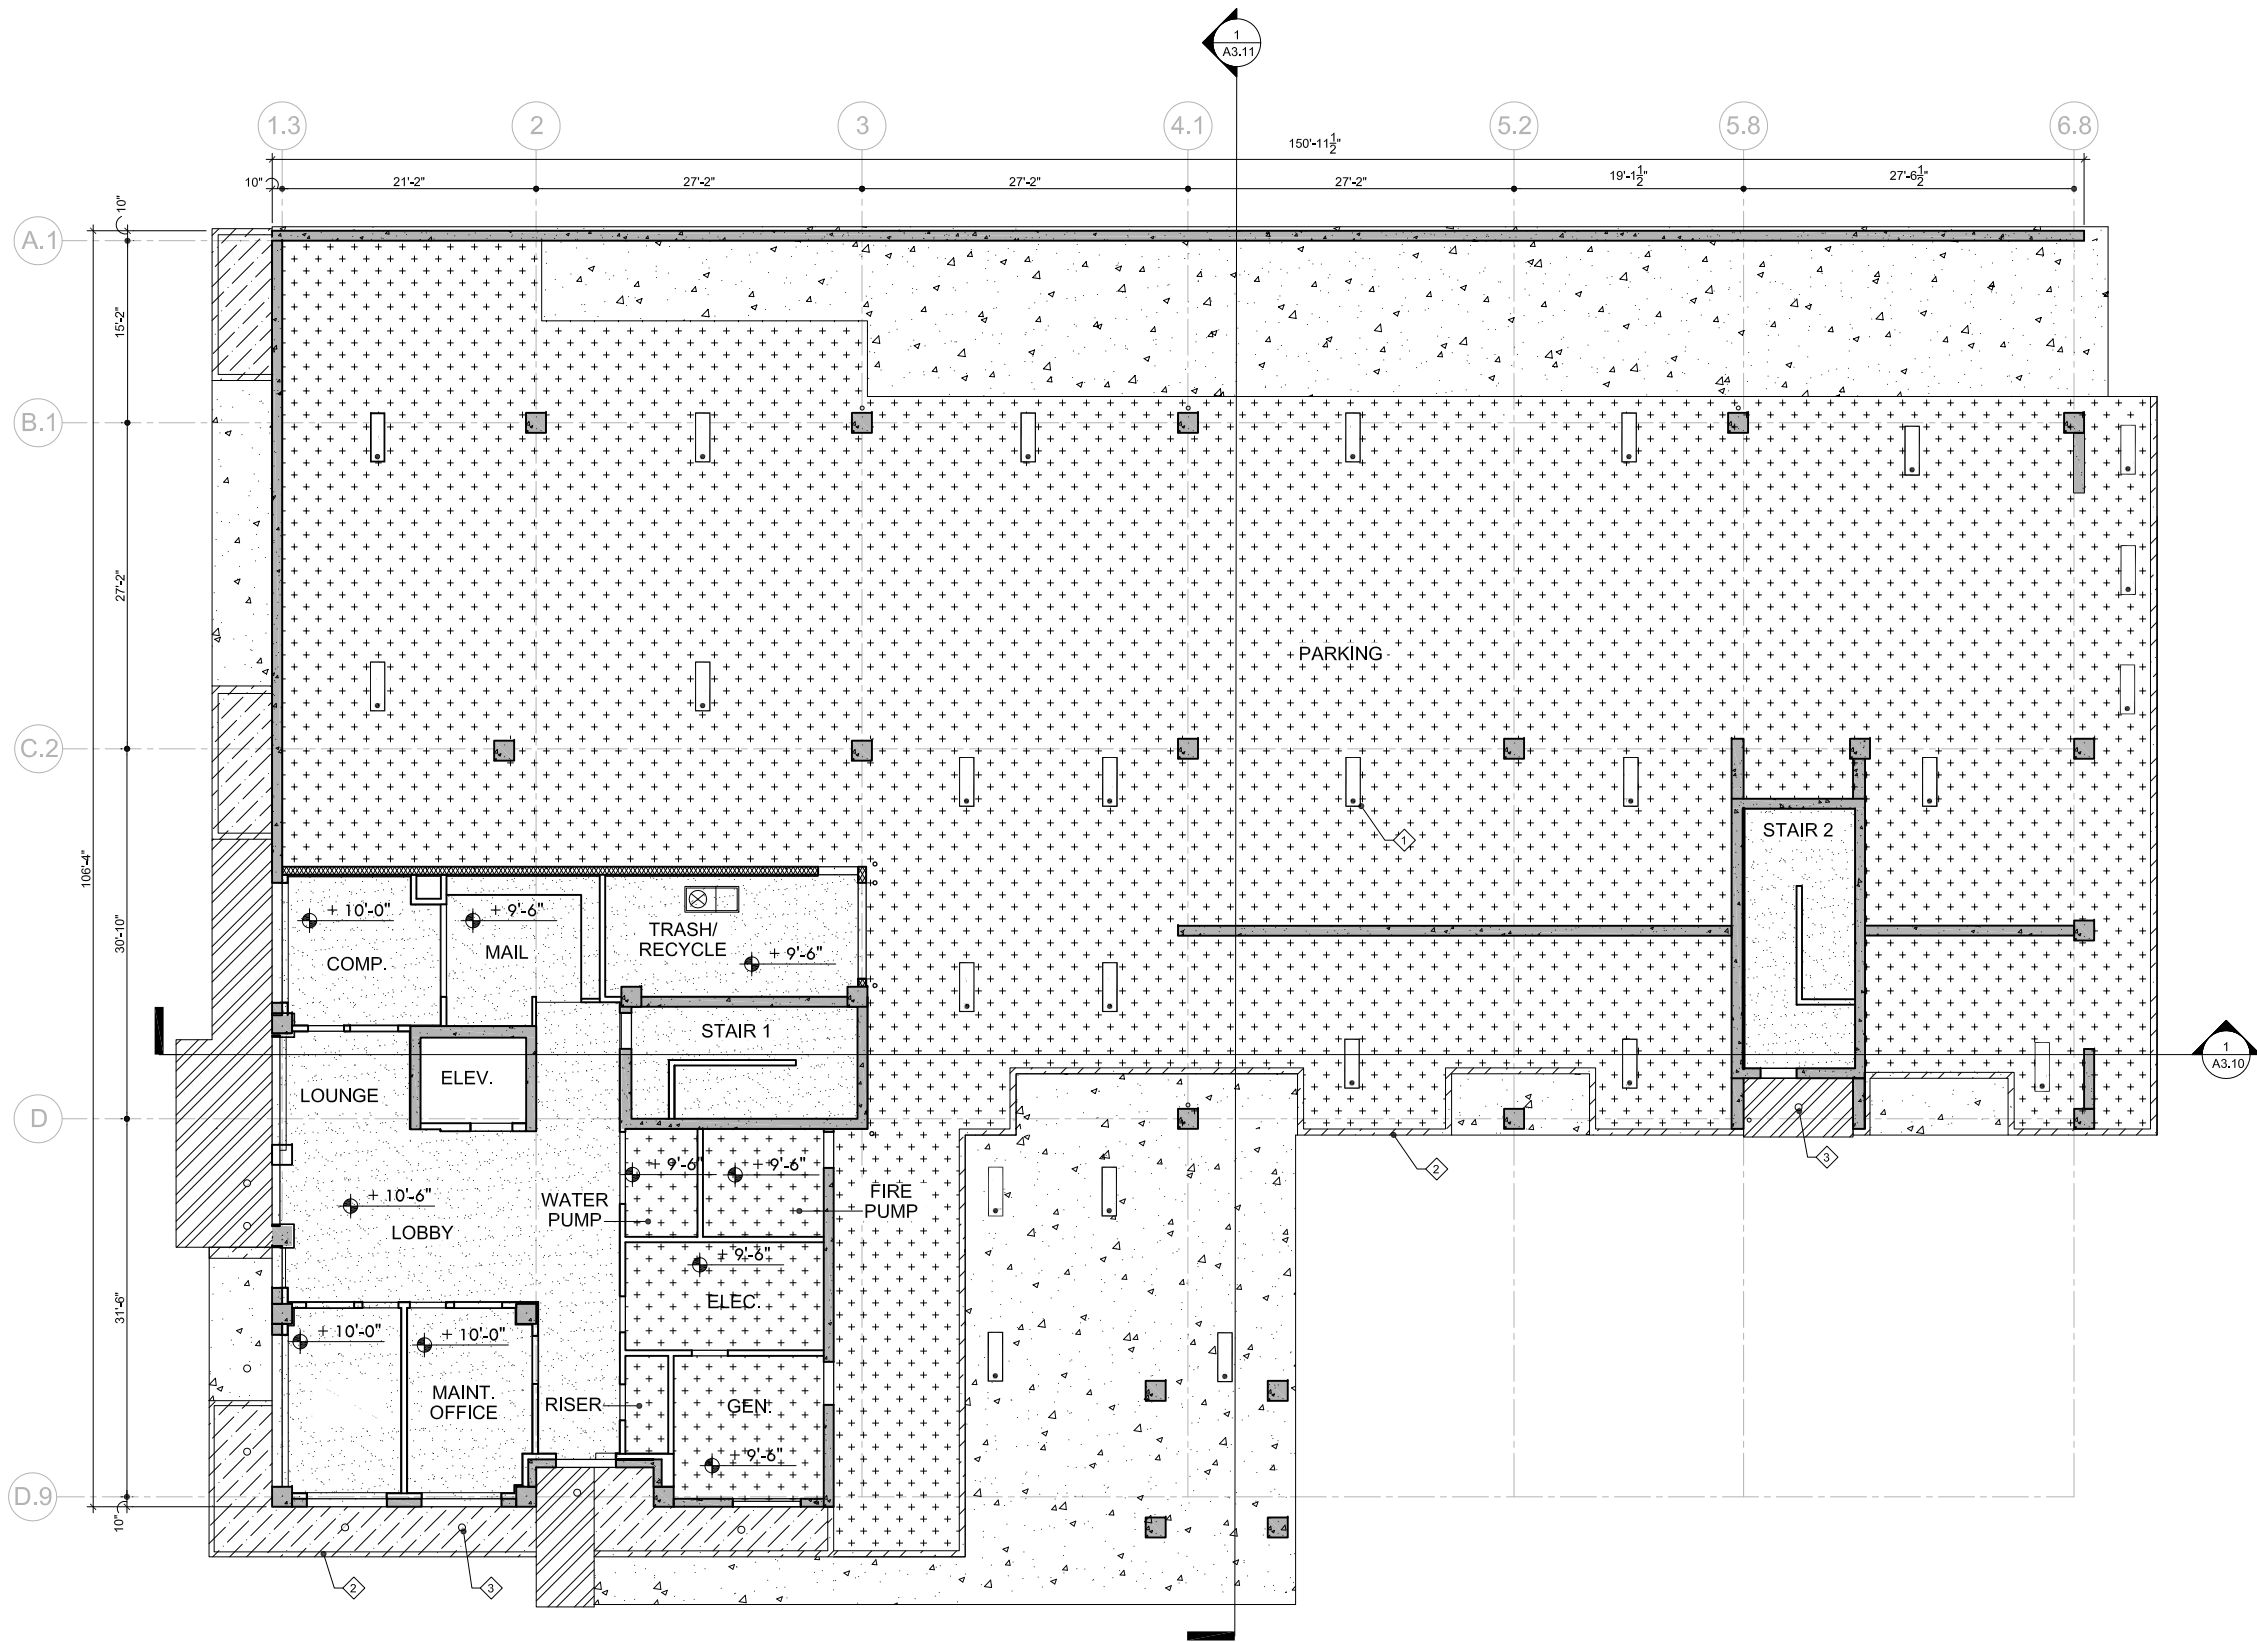 1
A3.11
1.3
2
3
4.1
5.2
5.8
6.8
150'-11 1/2"
10"
21'-2"
27'-2"
27'-2"
27'-2"
19'-1 1/2"
27'-6 1/2"
10"
A.1
15'-2"
B.1
27'-2"
PARKING
C.2
1
STAIR 2
106'-4"
30'-10"
+ 10'-0"
+ 9'-6"
TRASH/
RECYCLE
+ 9'-6"
COMP.
MAIL
STAIR 1
1
A3.10
ELEV.
LOUNGE
D
2
3
+ 9'-6"
+ 9'-6"
+ 10'-6"
WATER
PUMP
FIRE
PUMP
LOBBY
+ 9'-6"
31'-6"
ELEC.
+ 10'-0"
+ 10'-0"
MAINT.
OFFICE
RISER
GEN.
+ 9'-6"
D.9
10"
2
3